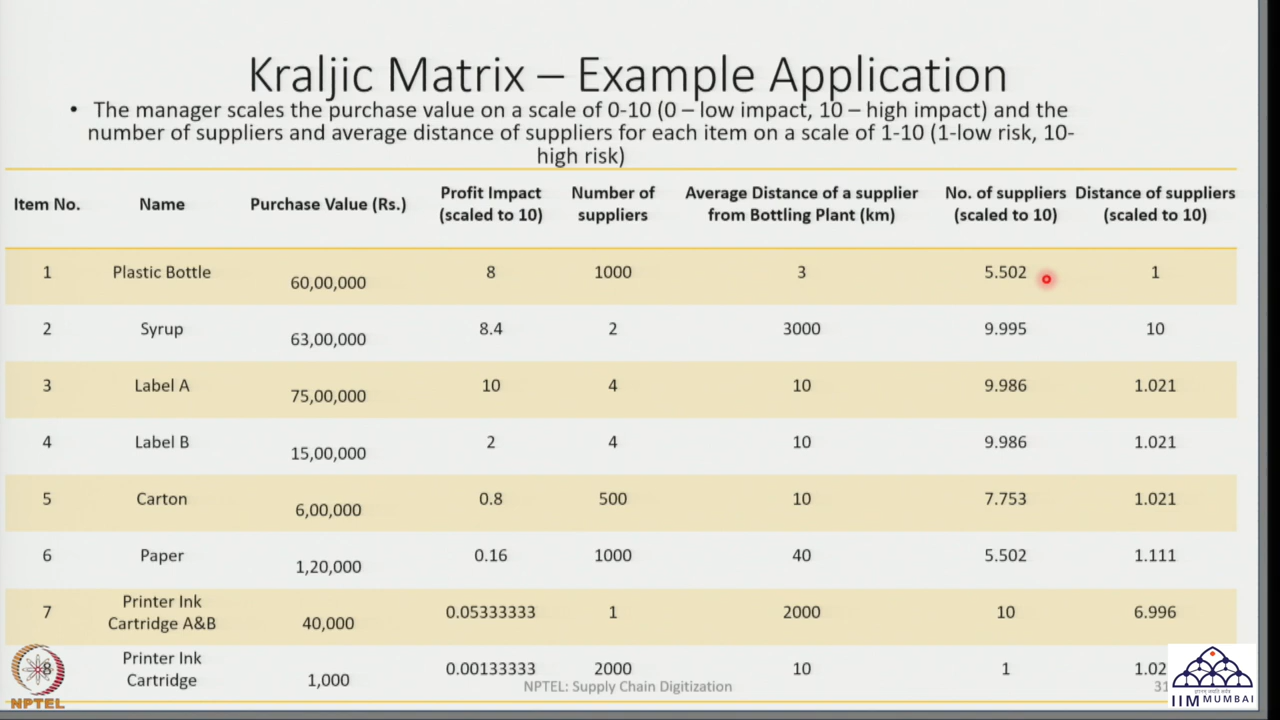 Kraljic Matrix – Example Application
• The manager scales the purchase value on a scale of 0-10 (0 – low impact, 10 – high impact) and the
number of suppliers and average distance of suppliers for each item on a scale of 1-10 (1-low risk, 10-
high risk)
Item No. Name Purchase Value (Rs.) Profit Impact (scaled to 10) Number of suppliers Average Distance of a supplier from Bottling Plant (km) No. of suppliers (scaled to 10) Distance of suppliers (scaled to 10)
1 Plastic Bottle 60,00,000 8 1000 3 5.502 1
2 Syrup 63,00,000 8.4 2 3000 9.995 10
3 Label A 75,00,000 10 4 10 9.986 1.021
4 Label B 15,00,000 2 4 10 9.986 1.021
5 Carton 6,00,000 0.8 500 10 7.753 1.021
6 Paper 1,20,000 0.16 1000 40 5.502 1.111
7 Printer Ink Cartridge A&B 40,000 0.05333333 1 2000 10 6.996
8 Printer Ink Cartridge 1,000 0.00133333 2000 10 1 1.02
NPTEL: Supply Chain Digitization
31
NPTEL
IIM MUMBAI